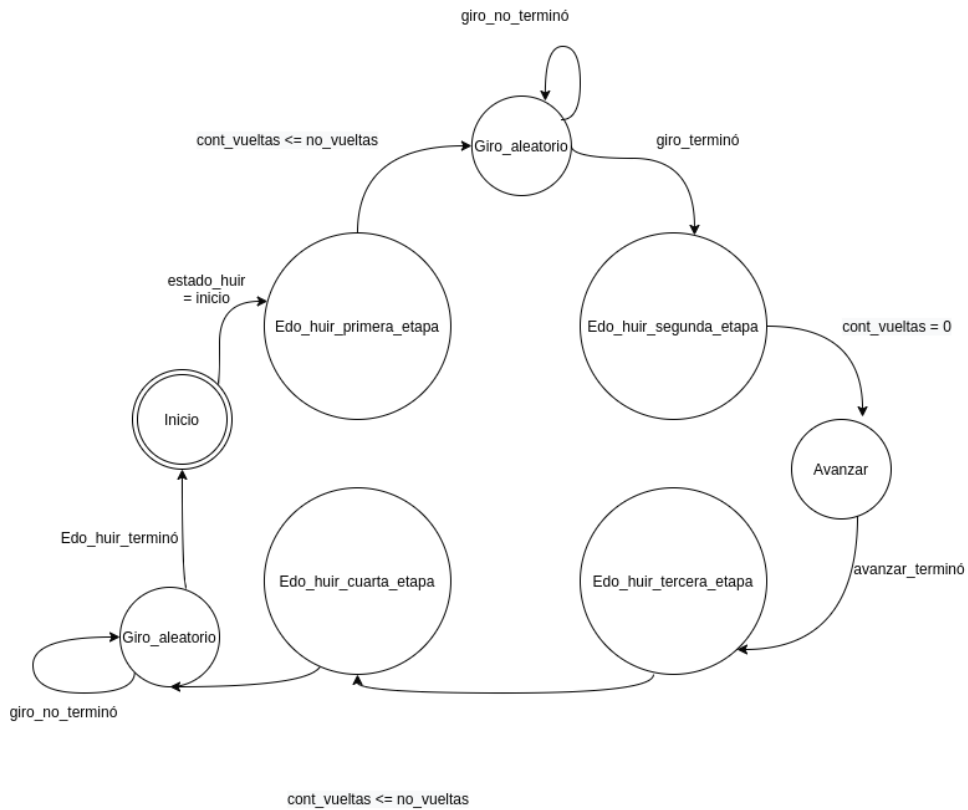 giro_no_terminó
cont_vueltas <= no_vueltas
Giro_aleatorio
giro_terminó
estado_huir
= inicio
Edo_huir_primera_etapa
Edo_huir_segunda_etapa
cont_vueltas = 0
Inicio
Avanzar
Edo_huir_terminó
Edo_huir_cuarta_etapa
Edo_huir_tercera_etapa
avanzar_terminó
Giro_aleatorio
giro_no_terminó
cont_vueltas <= no_vueltas